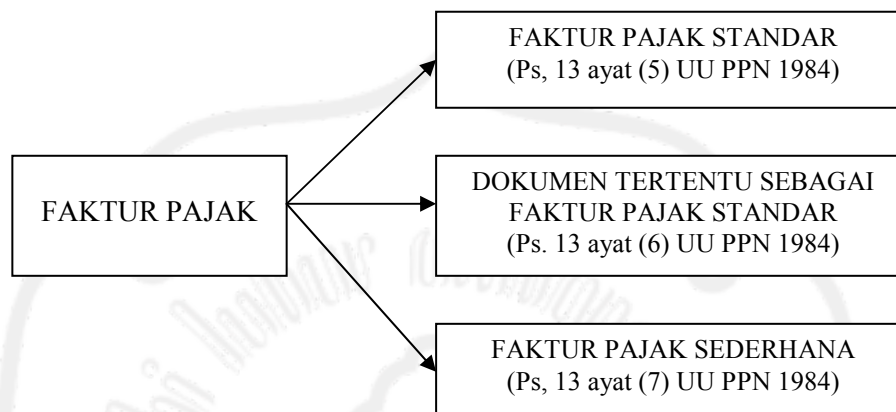 FAKTUR PAJAK STANDAR
(Ps, 13 ayat (5) UU PPN 1984)
FAKTUR PAJAK
DOKUMEN TERTENTU SEBAGAI
FAKTUR PAJAK STANDAR
(Ps. 13 ayat (6) UU PPN 1984)
FAKTUR PAJAK SEDERHANA
(Ps, 13 ayat (7) UU PPN 1984)